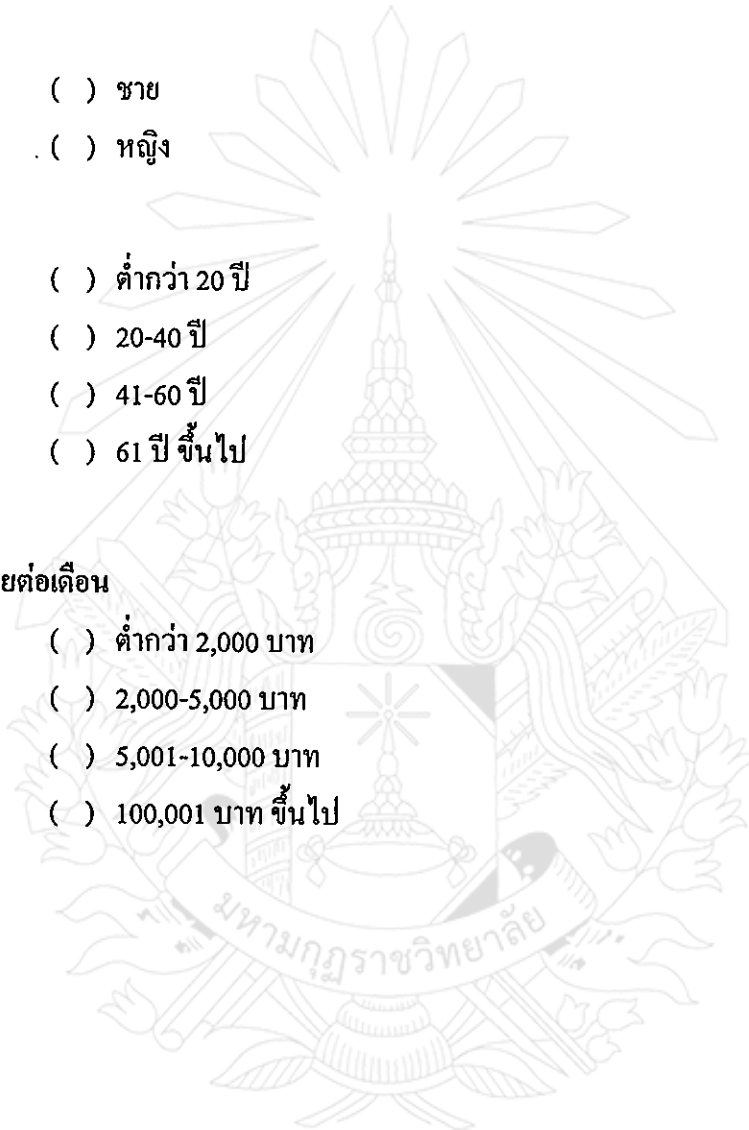 ( ) ชาย
( ) หญิง
( ) ต่ำกว่า 20 ปี
( ) 20-40 ปี
( ) 41-60 ปี
( ) 61 ปี ขึ้นไป
ยต่อเดือน
( ) ต่ำกว่า 2,000 บาท
( ) 2,000-5,000 บาท
( ) 5,001-10,000 บาท
( ) 100,001 บาท ขึ้นไป
มหามกุฏราชวิทยาลัย